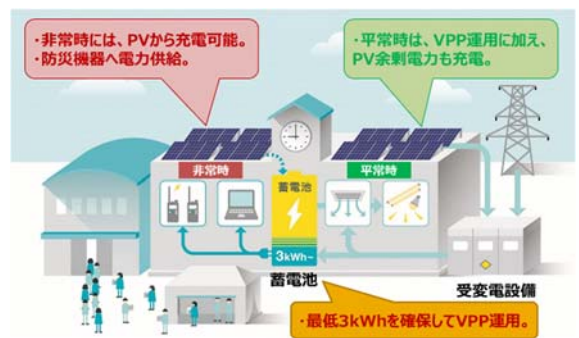 ・非常時には、PVから充電可能。
・防災機器へ電力供給。
・平常時は、VPP運用に加え、
PV余剰電力も充電。
非常時
蓄電池
平常時
3kWh~
蓄電池
受変電設備
・最低3kWhを確保してVPP運用。